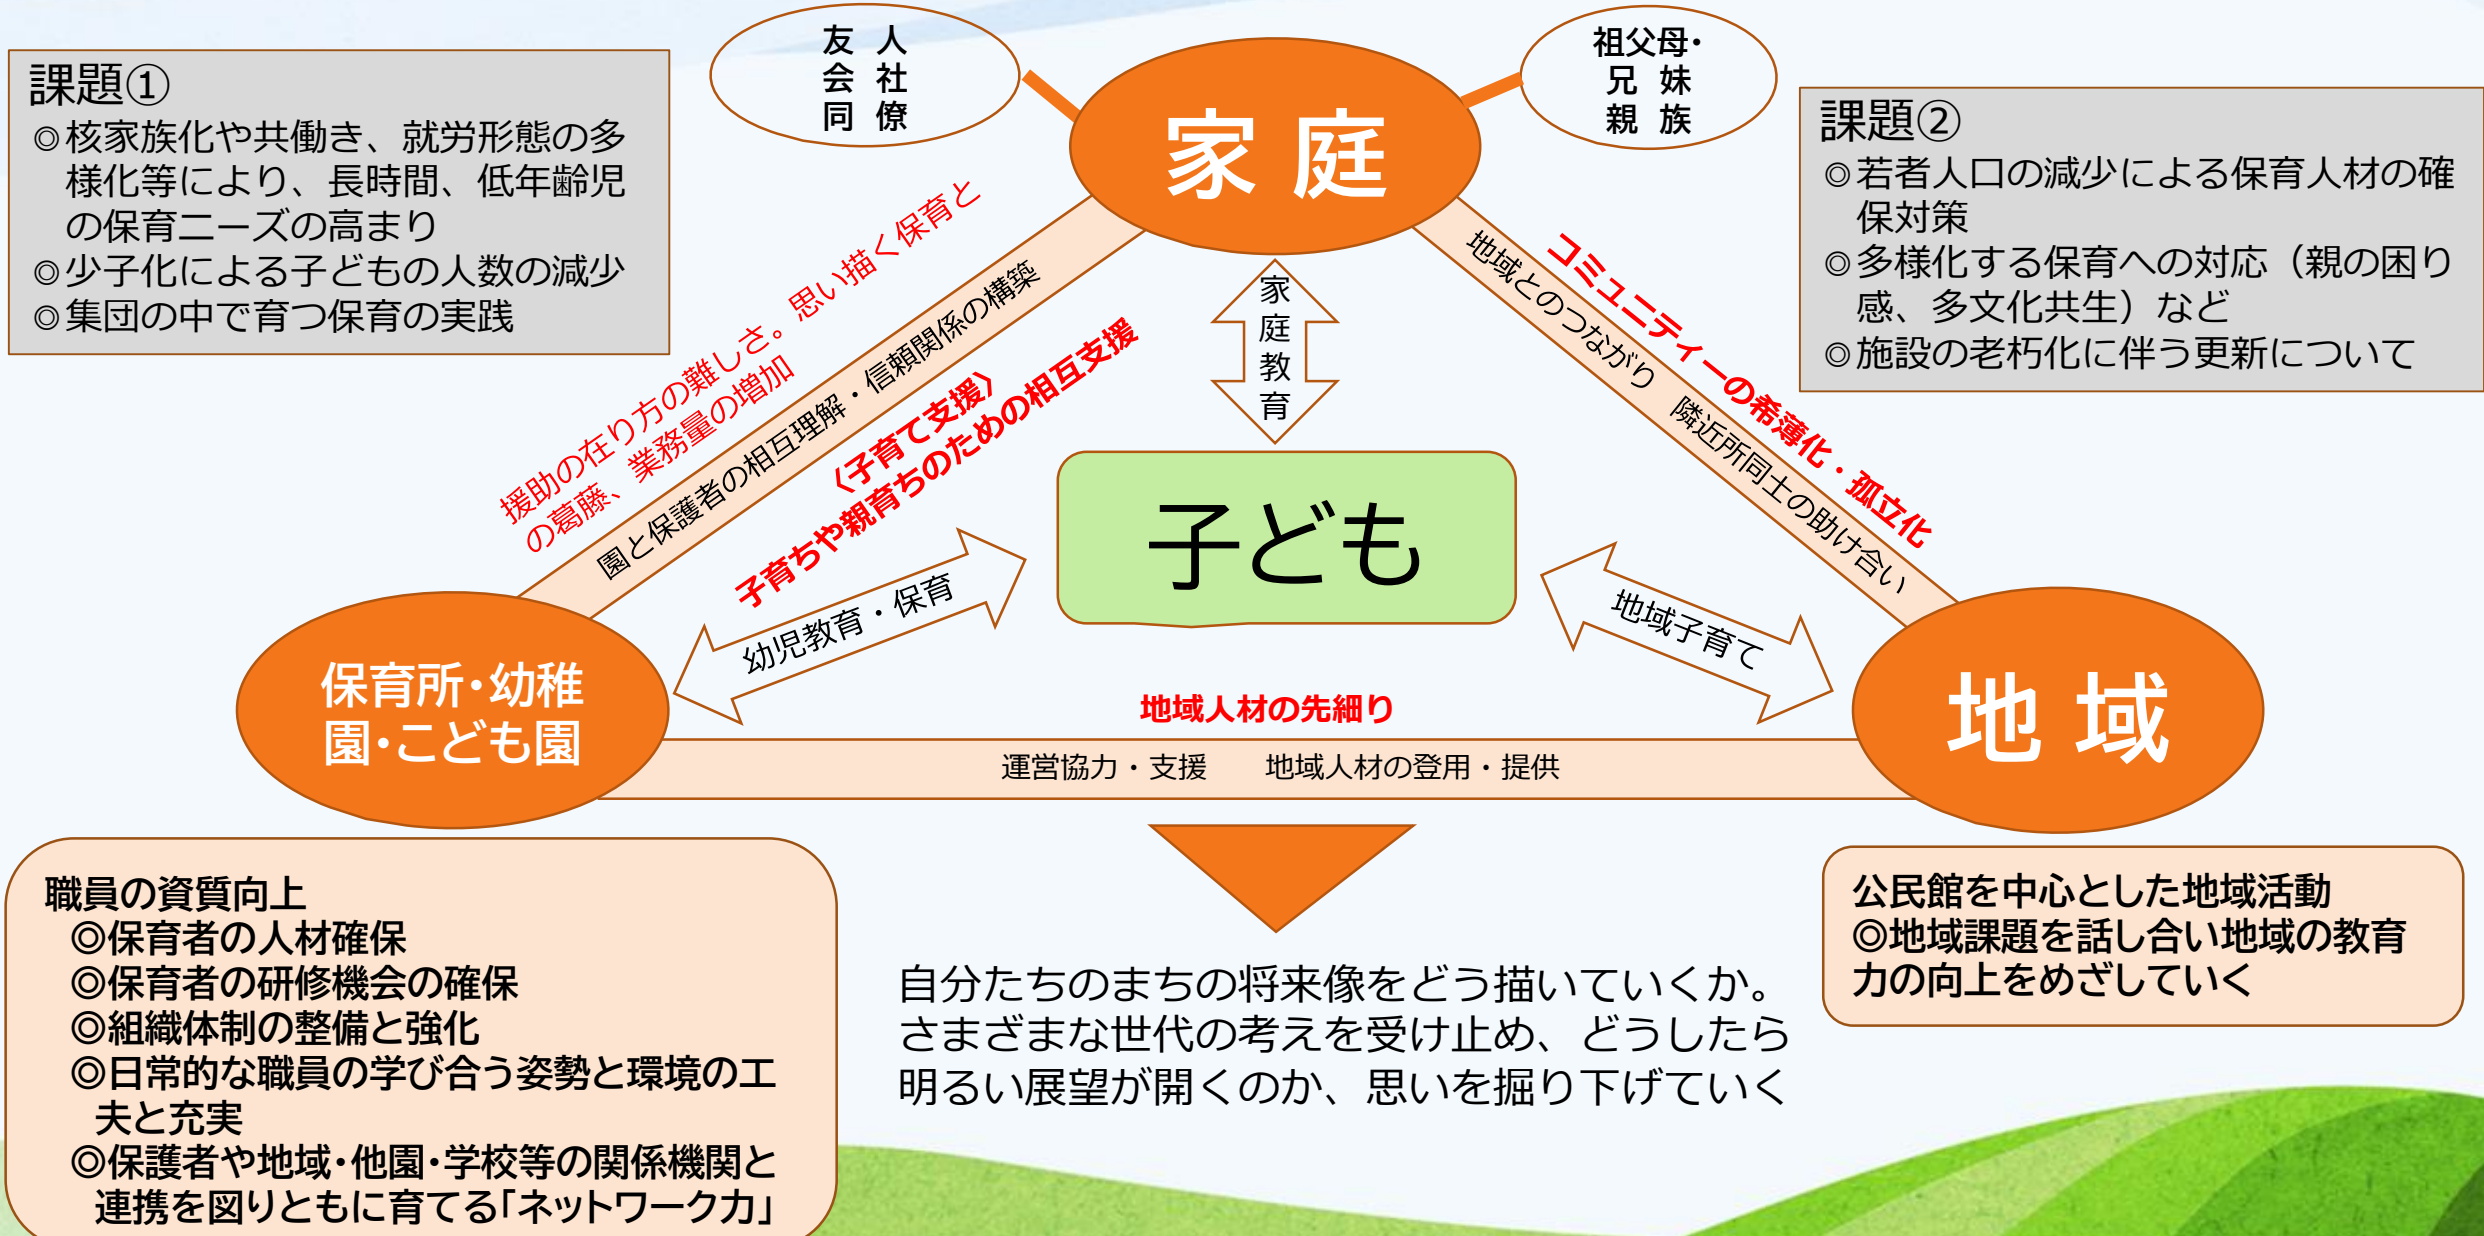 友 人
会 社
同 僚
祖父母・
兄 妹
親 族
課題①
◎核家族化や共働き、就労形態の多
様化等により、長時間、低年齢児
の保育ニーズの高まり
◎少子化による子どもの人数の減少
◎集団の中で育つ保育の実践
家 庭
課題②
◎若者人口の減少による保育人材の確
保対策
◎多様化する保育への対応（親の困り
感、多文化共生）など
◎施設の老朽化に伴う更新について
援助の在り方の難しさ。思い描く保育と
の葛藤、業務量の増加
園と保護者の相互理解・信頼関係の構築
〈子育て支援〉
子育ちや親育ちのための相互支援
家庭教育
コミュニティーの希薄化・孤立化
地域とのつながり　隣近所同士の助け合い
子ども
幼児教育・保育
地域子育て
保育所・幼稚
園・こども園
地 域
地域人材の先細り
運営協力・支援　　地域人材の登用・提供
職員の資質向上
◎保育者の人材確保
◎保育者の研修機会の確保
◎組織体制の整備と強化
◎日常的な職員の学び合う姿勢と環境の工
夫と充実
◎保護者や地域・他園・学校等の関係機関と
連携を図りともに育てる「ネットワーク力」
自分たちのまちの将来像をどう描いていくか。
さまざまな世代の考えを受け止め、どうしたら
明るい展望が開くのか、思いを掘り下げていく
公民館を中心とした地域活動
◎地域課題を話し合い地域の教育
力の向上をめざしていく